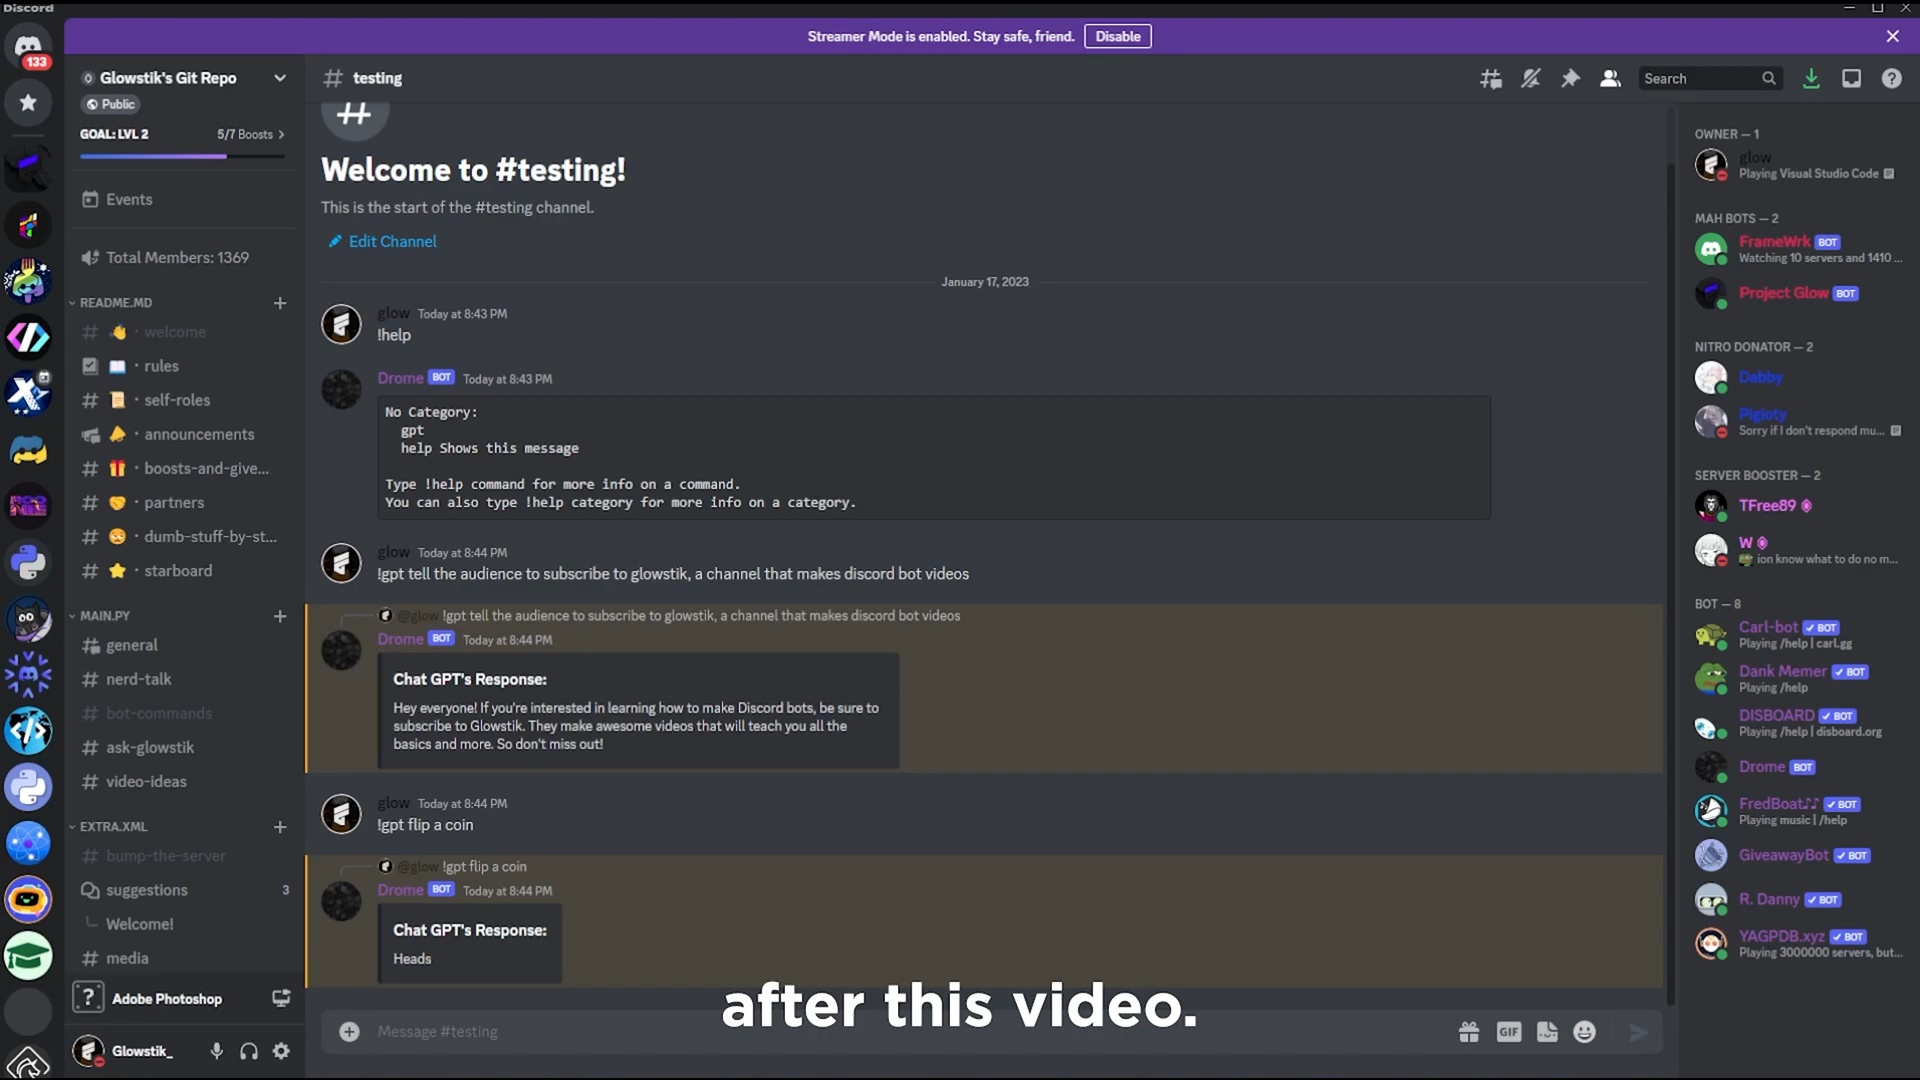 Discord
Streamer Mode is enabled. Stay safe, friend. Disable
133
Glowstik's Git Repo
Public
GOAL: LVL 2 5/7 Boosts
Events
Total Members: 1369
README.MD
welcome
rules
self-roles
announcements
boosts-and-give...
partners
dumb-stuff-by-st...
starboard
MAIN.PY
general
nerd-talk
bot-commands
ask-glowstik
video-ideas
EXTRA.XML
bump-the-server
suggestions 3
Welcome!
media
Adobe Photoshop
Glowstik_
testing
Search
Welcome to #testing!
This is the start of the #testing channel.
Edit Channel
January 17, 2023
glow Today at 8:43 PM
!help
Drome BOT Today at 8:43 PM
No Category:
gpt
help Shows this message
Type !help command for more info on a command.
You can also type !help category for more info on a category.
glow Today at 8:44 PM
!gpt tell the audience to subscribe to glowstik, a channel that makes discord bot videos
@glow !gpt tell the audience to subscribe to glowstik, a channel that makes discord bot videos
Drome BOT Today at 8:44 PM
Chat GPT's Response:
Hey everyone! If you're interested in learning how to make Discord bots, be sure to
subscribe to Glowstik. They make awesome videos that will teach you all the
basics and more. So don't miss out!
glow Today at 8:44 PM
!gpt flip a coin
@glow !gpt flip a coin
Drome BOT Today at 8:44 PM
Chat GPT's Response:
Heads
after this video.
Message #testing
GIF
OWNER — 1
glow
Playing Visual Studio Code
MAH BOTS — 2
FrameWrk BOT
Watching 10 servers and 1410 ...
Project Glow BOT
NITRO DONATOR — 2
Dabby
Pigioty
Sorry if I don't respond mu...
SERVER BOOSTER — 2
TFree89
W
ion know what to do no m...
BOT — 8
Carl-bot BOT
Playing /help | carl.gg
Dank Memer BOT
Playing /help
DISBOARD BOT
Playing /help | disboard.org
Drome BOT
FredBoat♪♪ BOT
Playing music | /help
GiveawayBot BOT
R. Danny BOT
YAGPDB.xyz BOT
Playing 3000000 servers, but...